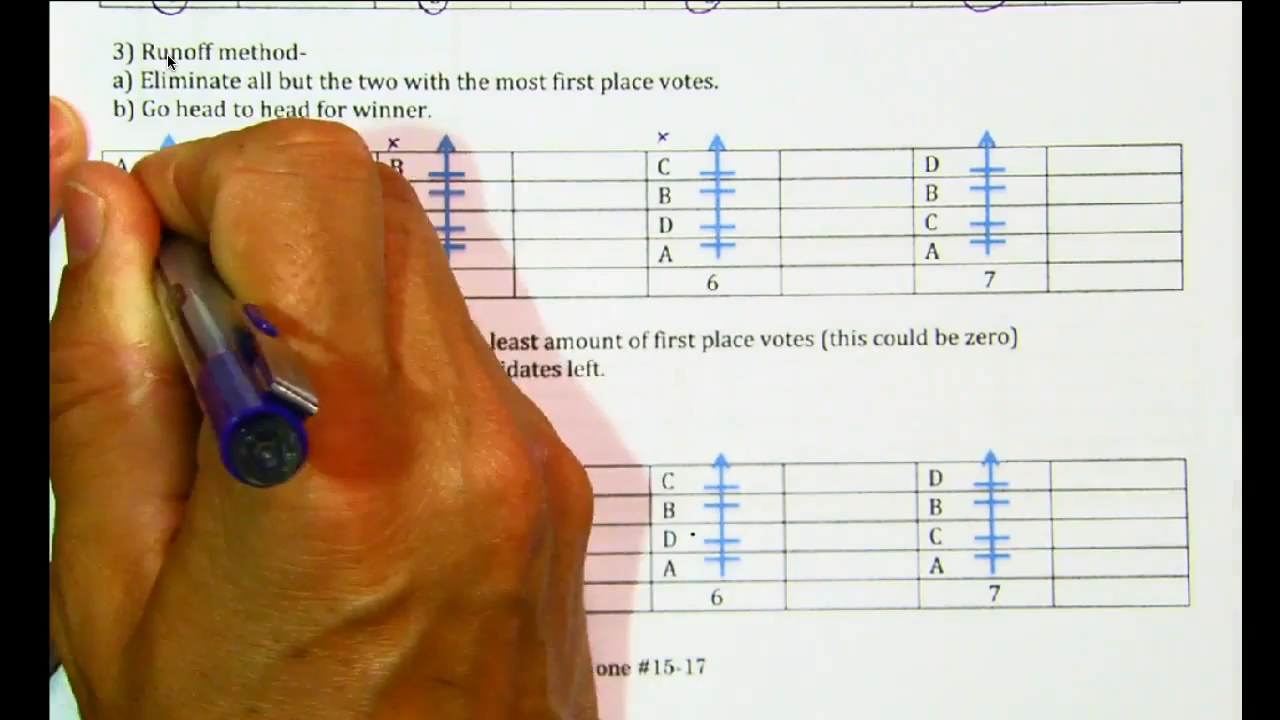 3) Runoff method-
a) Eliminate all but the two with the most first place votes.
b) Go head to head for winner.
x x
A B C D
B B
D C
A A
6 7
least amount of first place votes (this could be zero)
idates left.
C D
B B
D C
A A
6 7
one #15-17